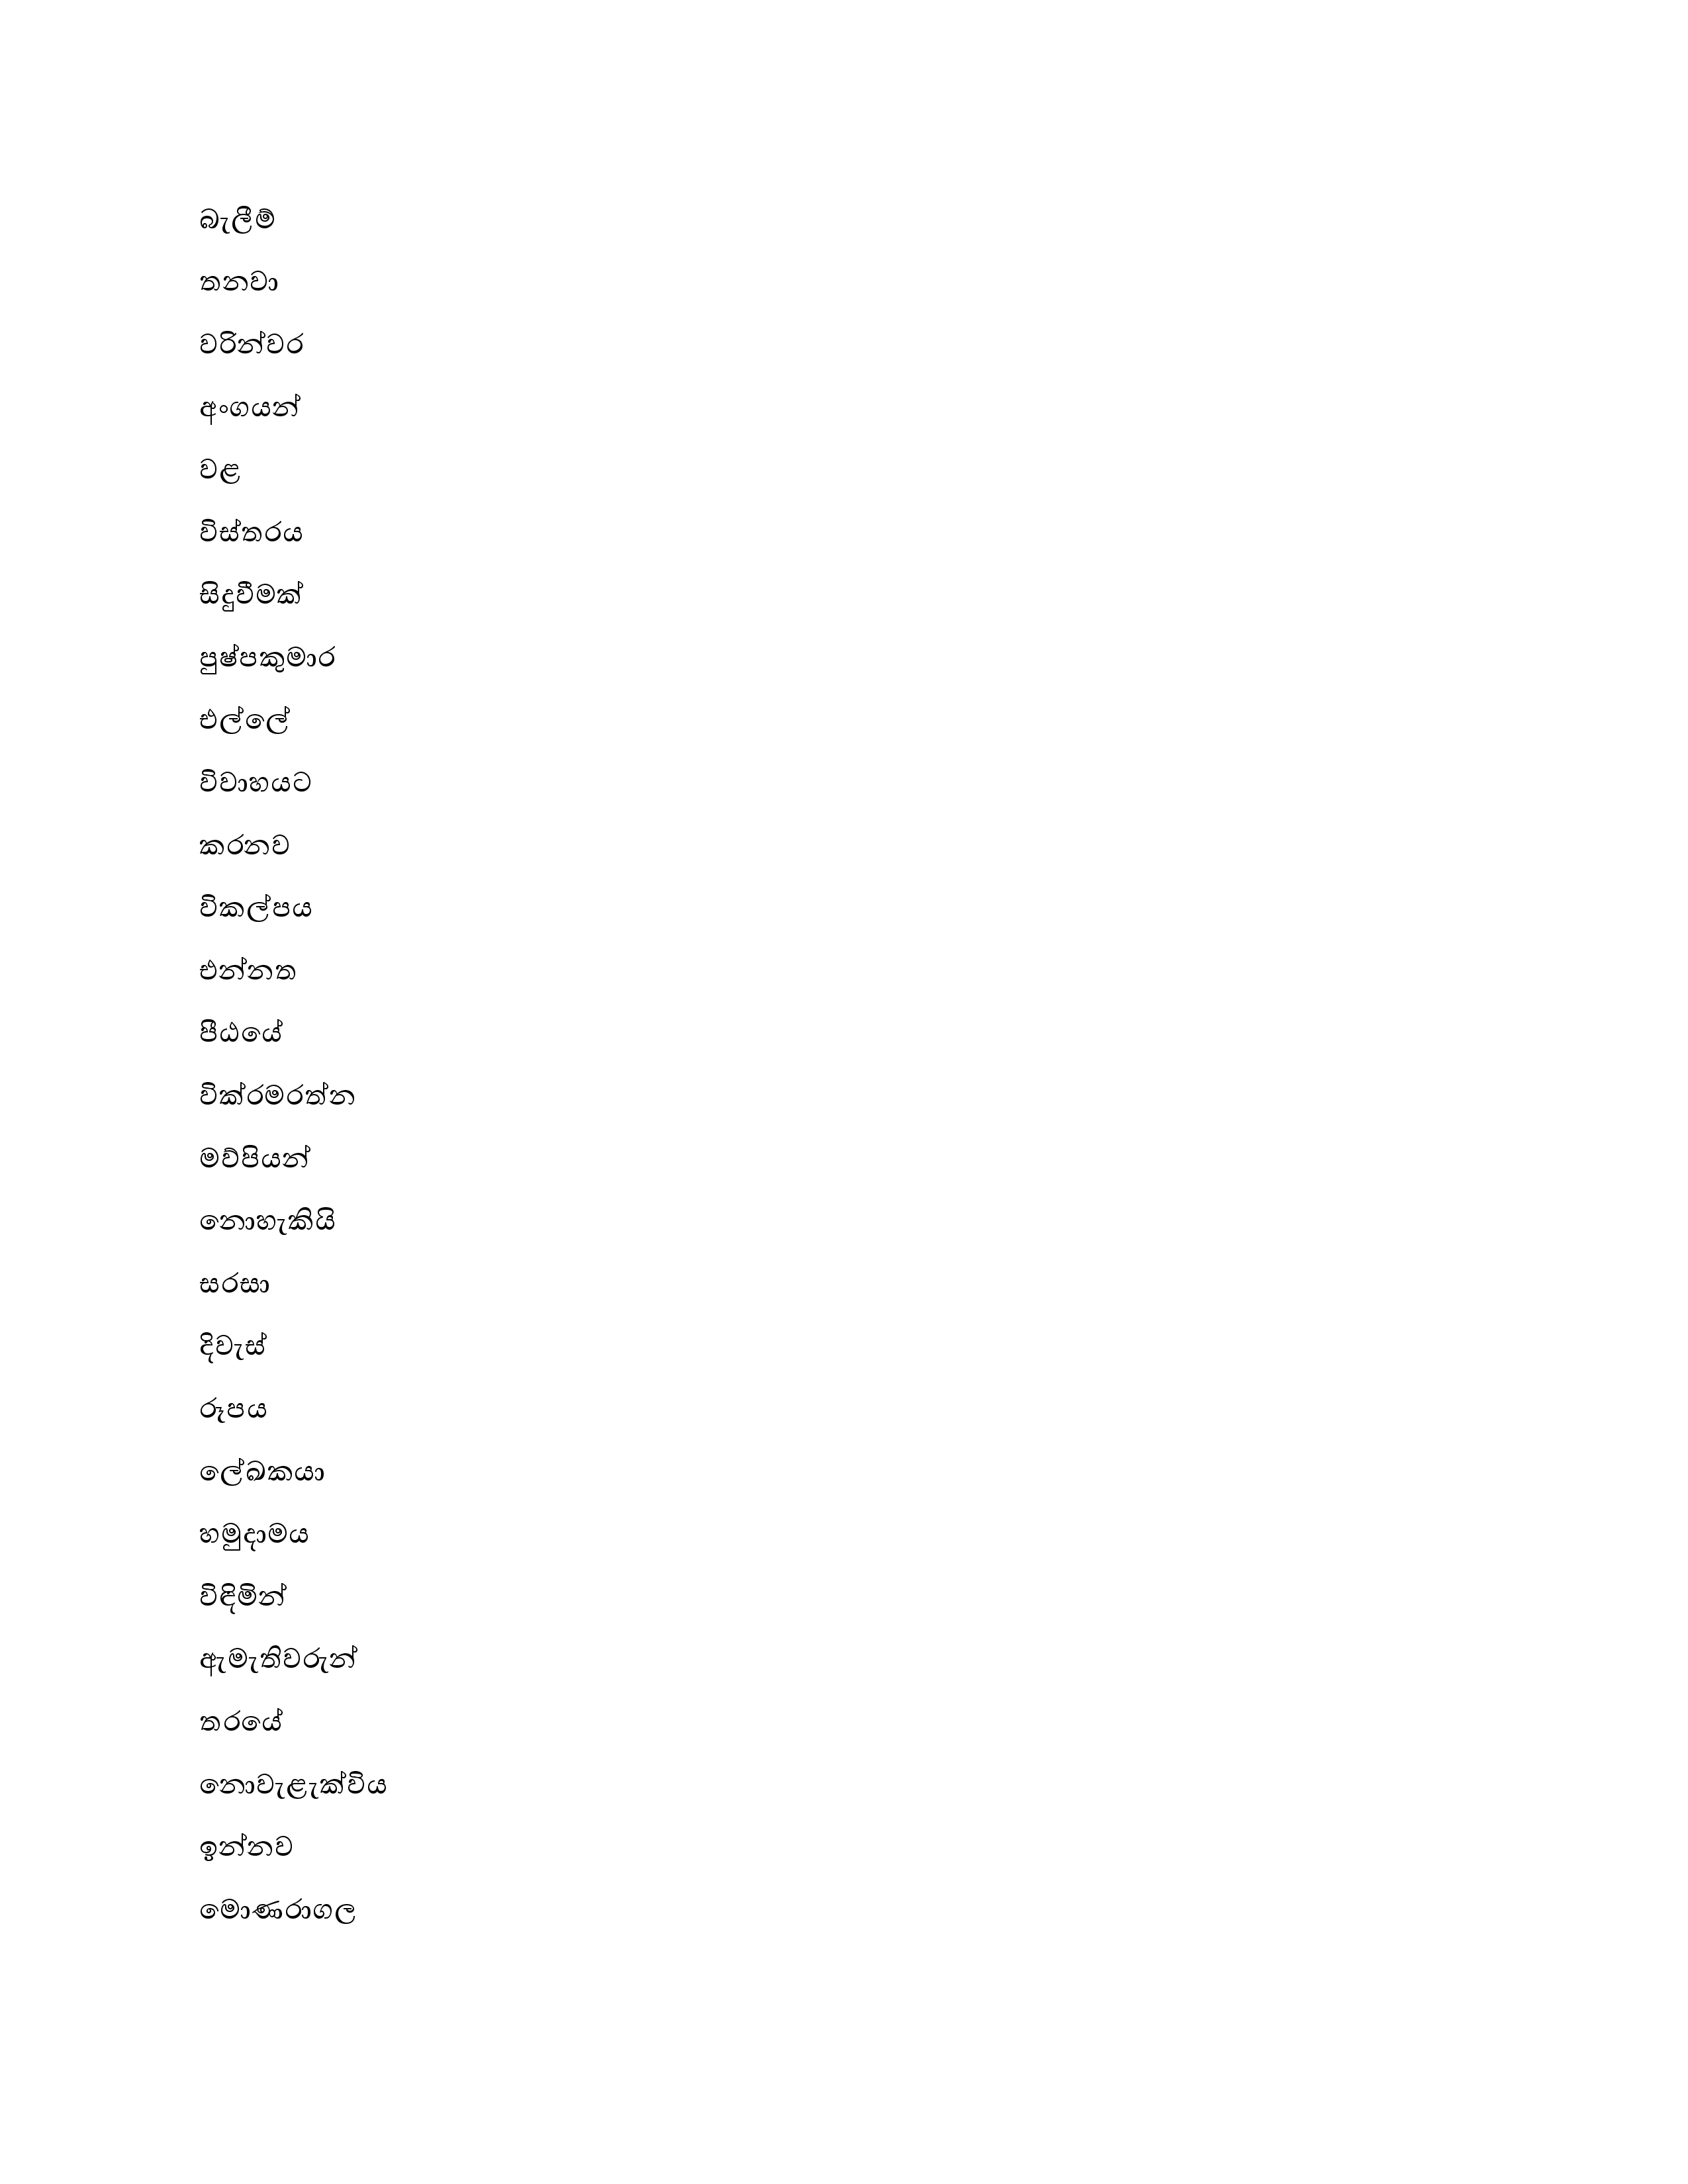 බැලීම්
තනවා
වරින්වර
අංගයන්
වළ
විස්තරය
සිදුවීමක්
පුෂ්පකුමාර
එල්ලේ
විවාහයට
කරනව
විකල්පය
එන්නත
පීඨයේ
වික්රමරත්න
මව්පියන්
නොහැකියි
සරසා
දිවැස්
රූපය
ලේඛකයා
හමුදාමය
විඳිමින්
ඇමැතිවරුන්
තරයේ
නොවැළැක්විය
ඉන්නව
මොණරාගල